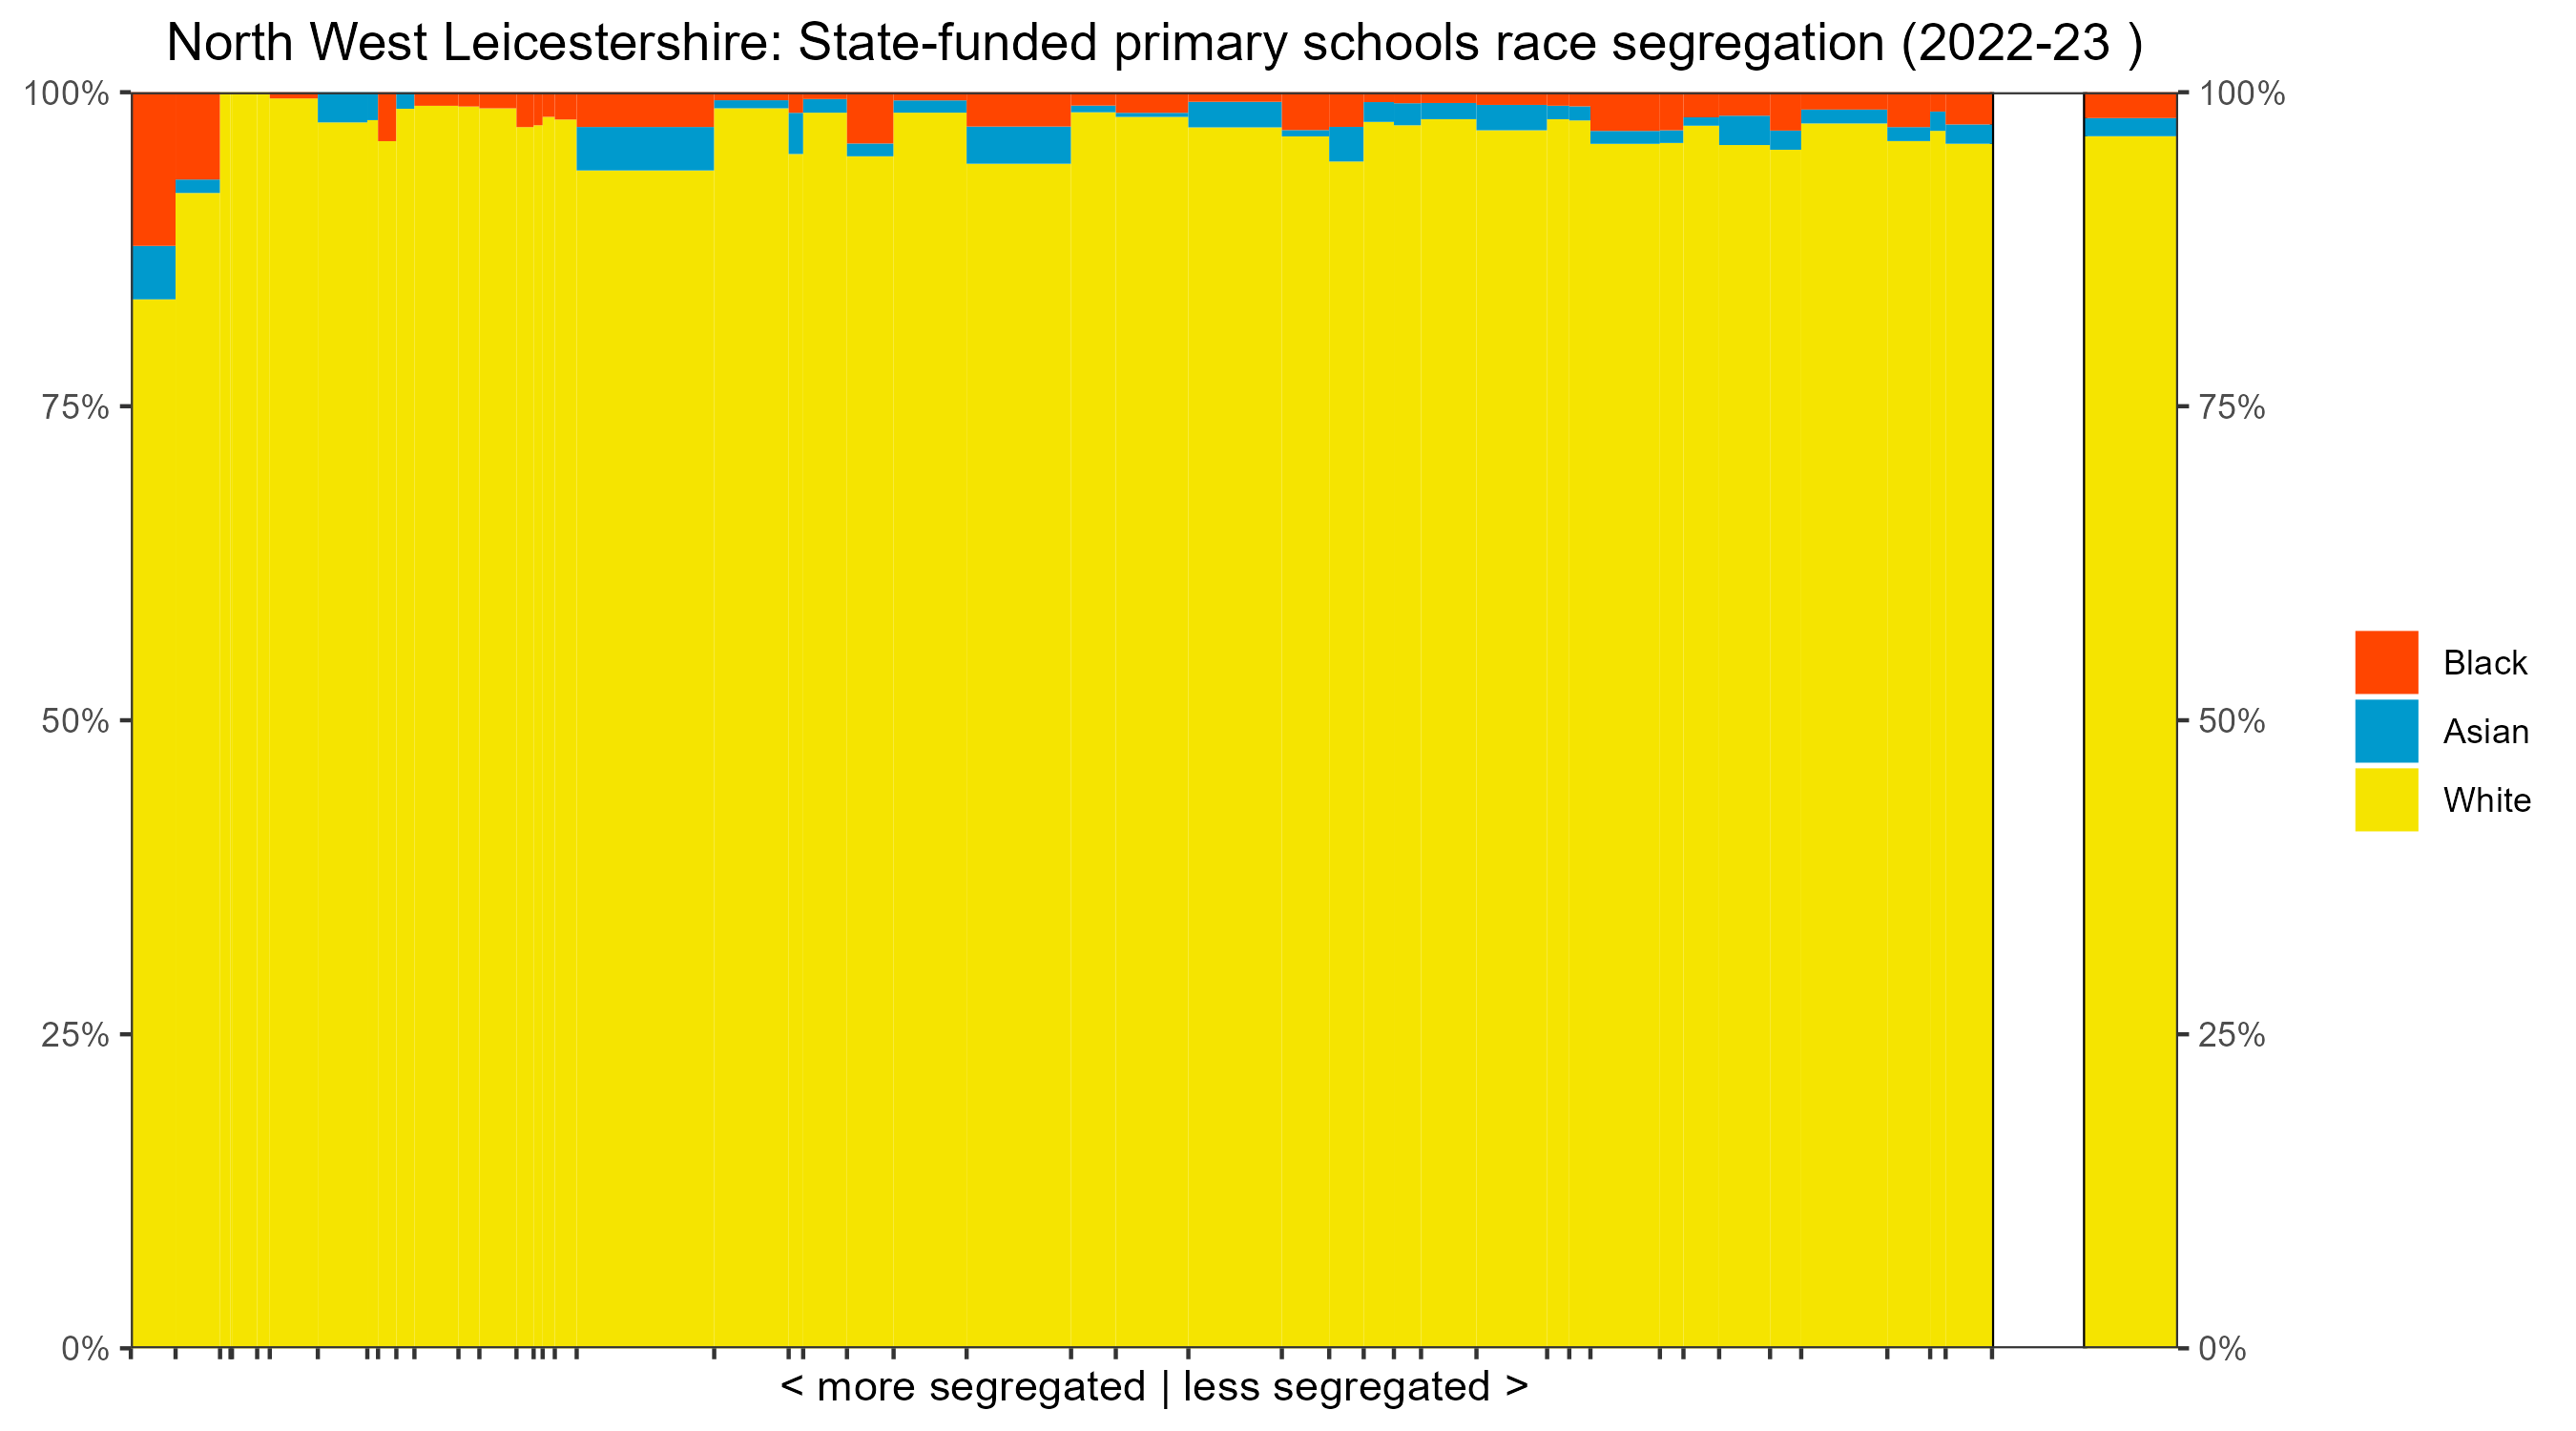 North West Leicestershire: State-funded primary schools race segregation (2022-23 )
100%
75%
50%
25%
0%
100%
75%
50%
25%
0%
Black
Asian
White
< more segregated | less segregated >